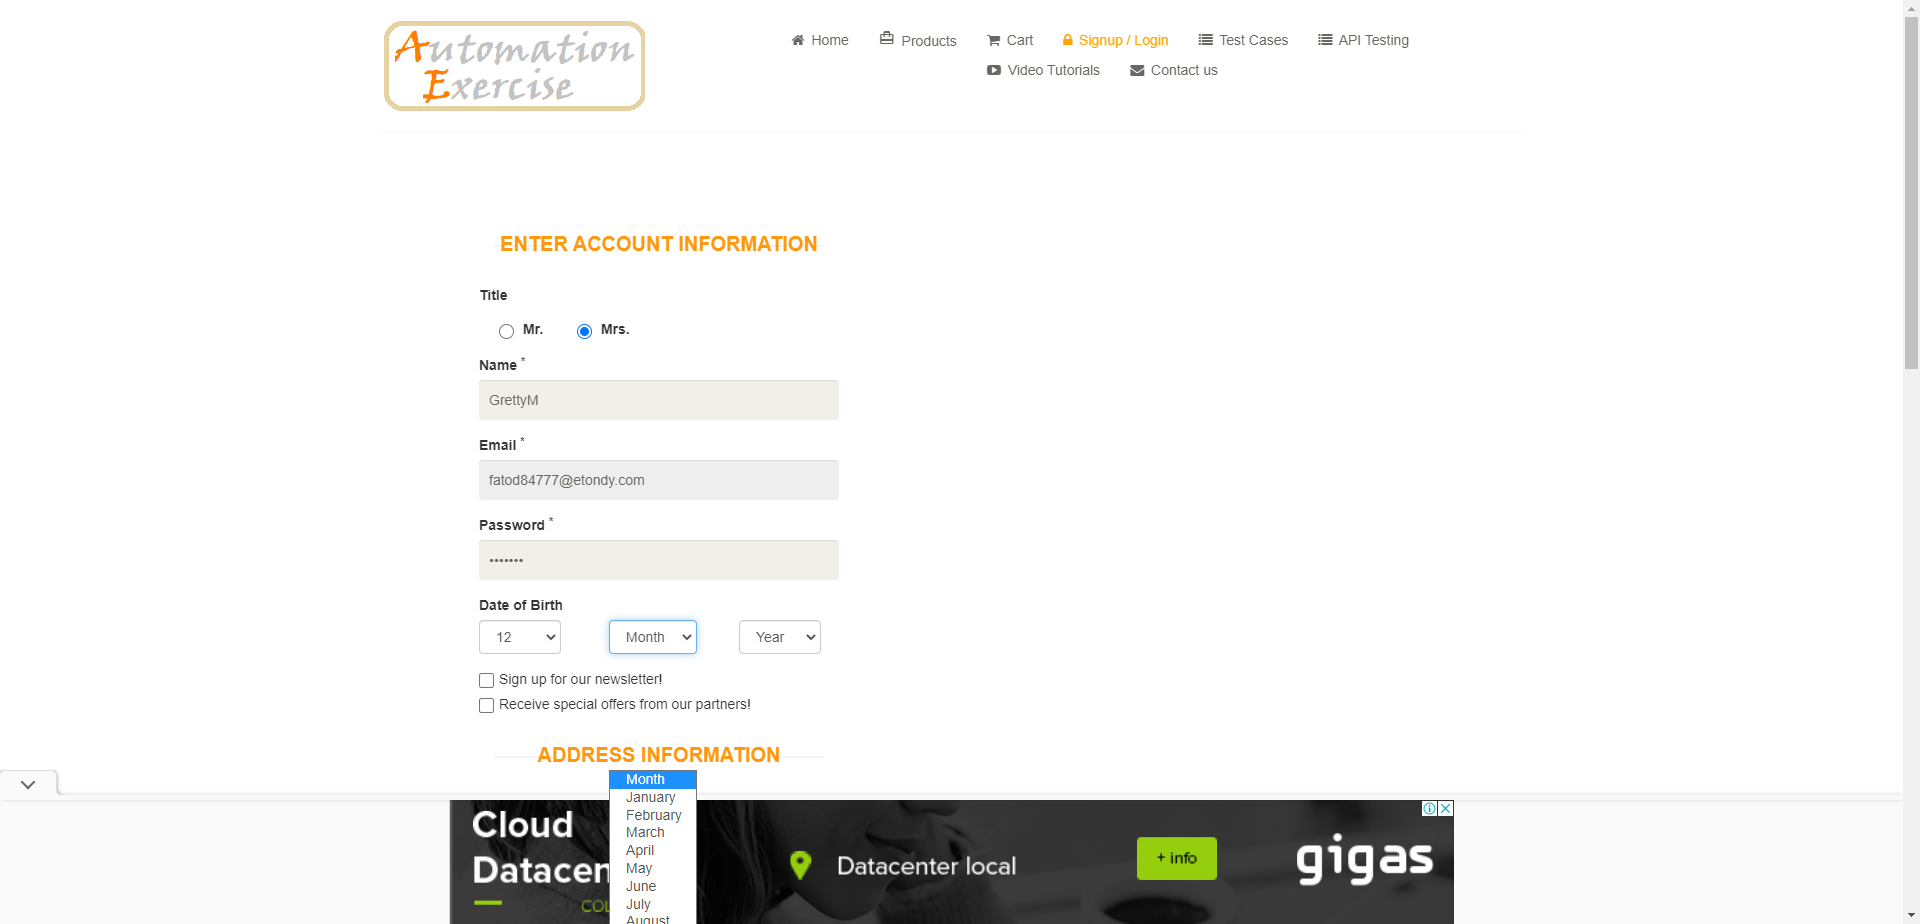 Automation
Exercise
Home
Products
Cart
Signup / Login
Test Cases
API Testing
Video Tutorials
Contact us
ENTER ACCOUNT INFORMATION
Title
Mr.
Mrs.
Name *
GrettyM
Email *
fatod84777@etondy.com
Password *
•••••••
Date of Birth
12
Month
Year
Sign up for our newsletter!
Receive special offers from our partners!
ADDRESS INFORMATION
Month
January
February
March
April
May
June
July
August
Cloud
Datacen
COL
Datacenter local
+ info
gigas